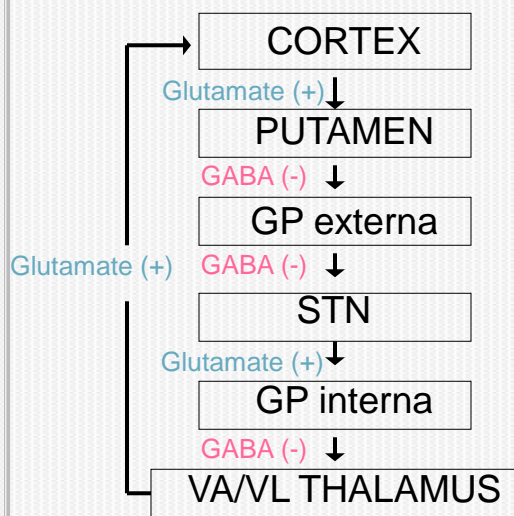 CORTEX
Glutamate (+)
PUTAMEN
GABA (-)
GP externa
Glutamate (+)
GABA (-)
STN
Glutamate (+)
GP interna
GABA (-)
VA/VL THALAMUS